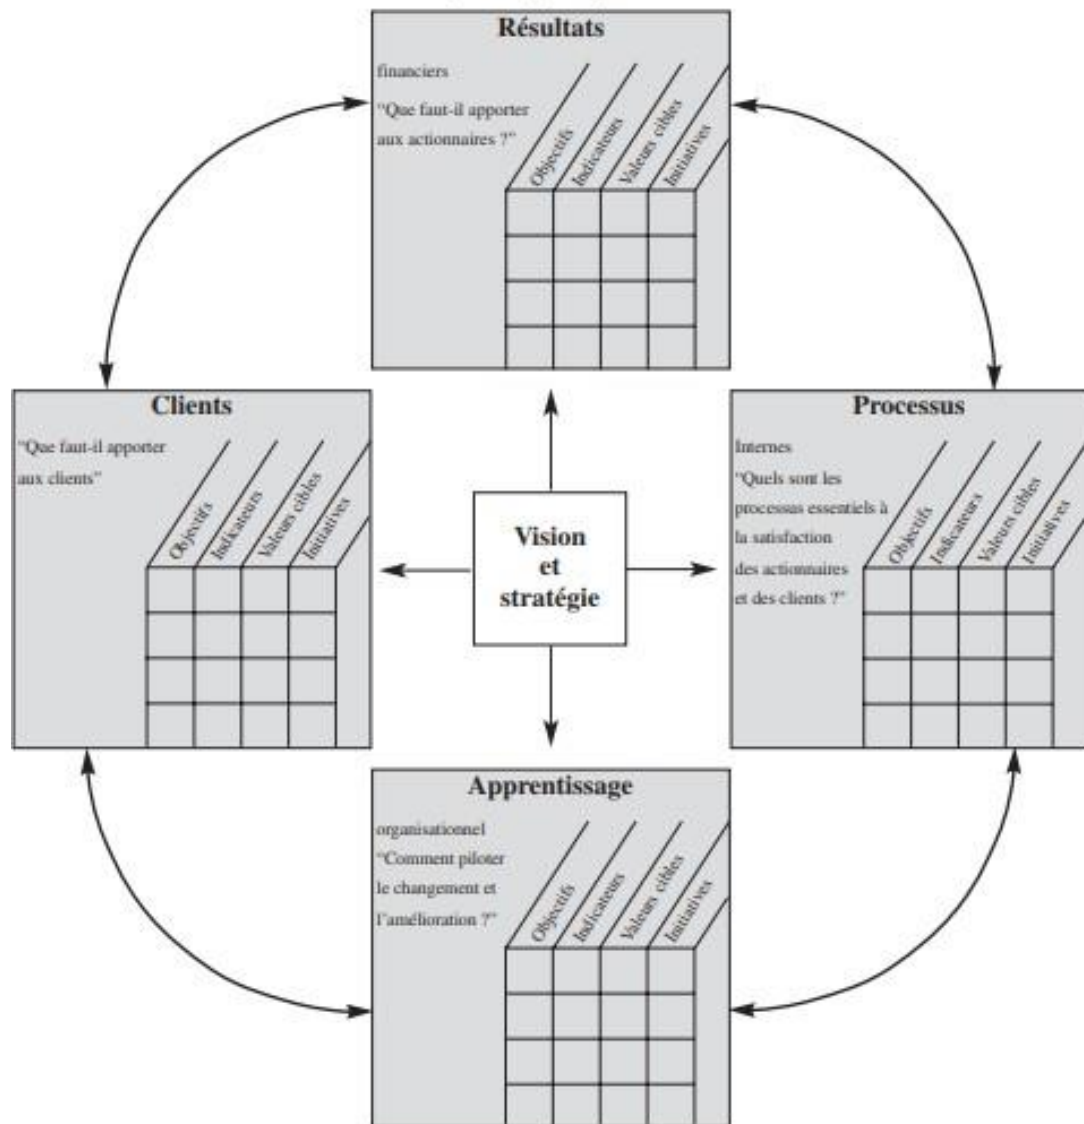 Résultats
financiers
“Que faut-il apporter
aux actionnaires ?”
Objectifs
Indicateurs
Valeurs cibles
Initiatives
Clients
“Que faut-il apporter
aux clients”
Objectifs
Indicateurs
Valeurs cibles
Initiatives
Vision
et
stratégie
Processus
Internes
“Quels sont les
processus essentiels à
la satisfaction
des actionnaires
et des clients ?”
Objectifs
Indicateurs
Valeurs cibles
Initiatives
Apprentissage
organisationnel
“Comment piloter
le changement et
l’amélioration ?”
Objectifs
Indicateurs
Valeurs cibles
Initiatives